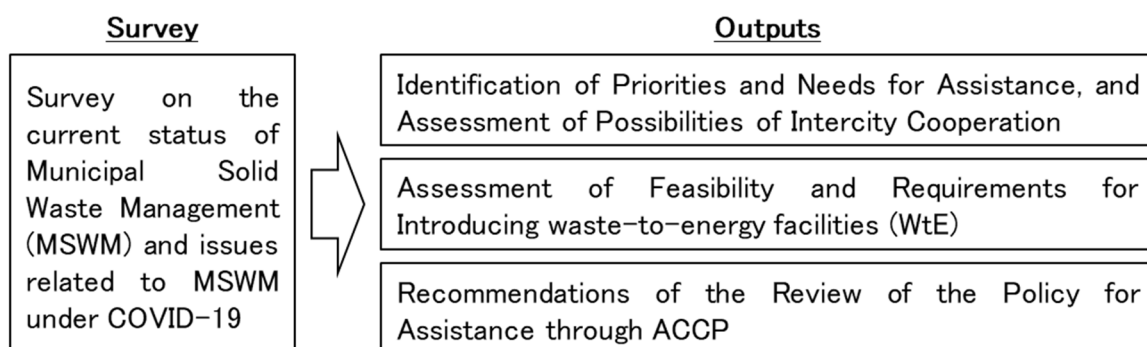 Survey
Survey on the
current status of
Municipal Solid
Waste Management
(MSWM) and issues
related to MSWM
under COVID-19
Outputs
Identification of Priorities and Needs for Assistance, and
Assessment of Possibilities of Intercity Cooperation
Assessment of Feasibility and Requirements for
Introducing waste-to-energy facilities (WtE)
Recommendations of the Review of the Policy for
Assistance through ACCP